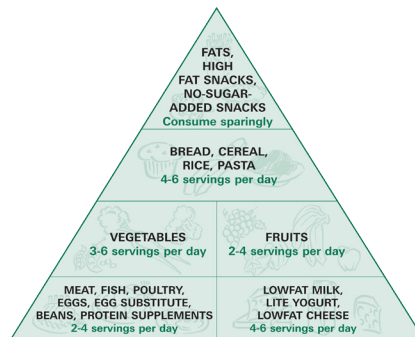 FATS,
HIGH
FAT SNACKS,
NO-SUGAR-
ADDED SNACKS
Consume sparingly
BREAD, CEREAL,
RICE, PASTA
4-6 servings per day
VEGETABLES
3-6 servings per day
FRUITS
2-4 servings per day
MEAT, FISH, POULTRY,
EGGS, EGG SUBSTITUTE,
BEANS, PROTEIN SUPPLEMENTS
2-4 servings per day
LOWFAT MILK,
LITE YOGURT,
LOWFAT CHEESE
4-6 servings per day